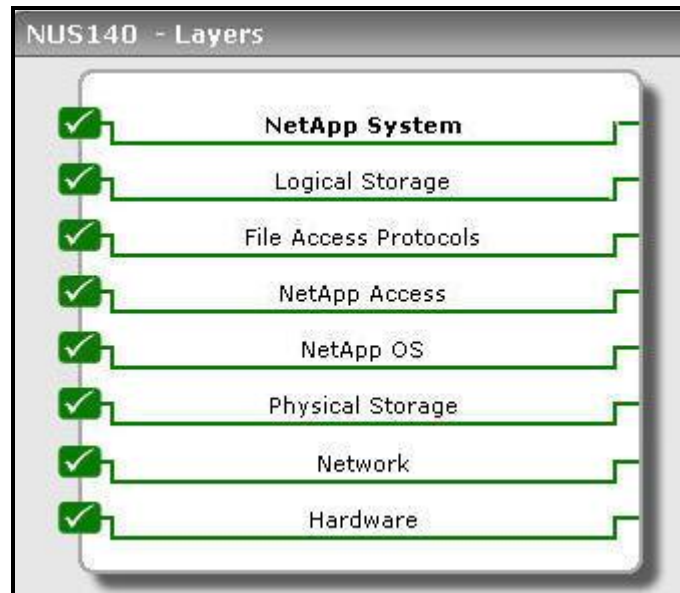 NUS140 - Layers
NetApp System
Logical Storage
File Access Protocols
NetApp Access
NetApp OS
Physical Storage
Network
Hardware